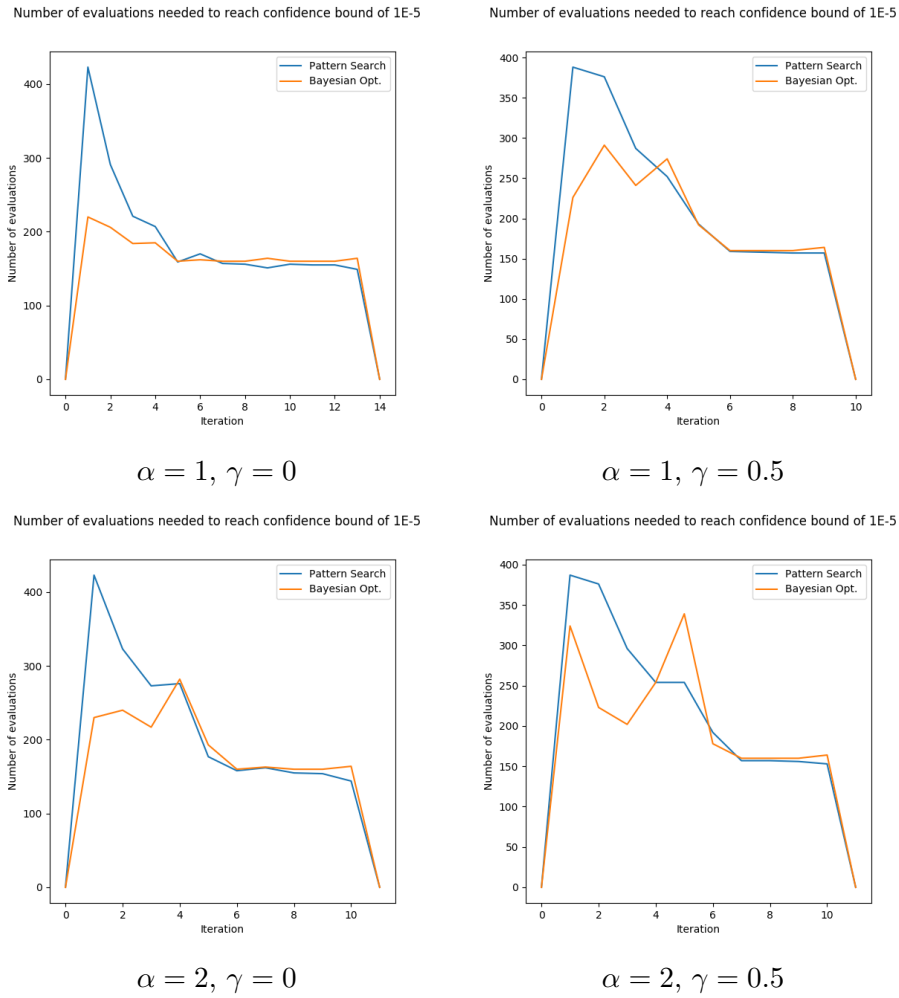 Number of evaluations needed to reach confidence bound of 1E-5
Pattern Search
Bayesian Opt.
400
300
200
100
0
Number of evaluations
0 2 4 6 8 10 12 14
Iteration
α = 1, γ = 0
Number of evaluations needed to reach confidence bound of 1E-5
Pattern Search
Bayesian Opt.
400
350
300
250
200
150
100
50
0
Number of evaluations
0 2 4 6 8 10
Iteration
α = 1, γ = 0.5
Number of evaluations needed to reach confidence bound of 1E-5
Pattern Search
Bayesian Opt.
400
300
200
100
0
Number of evaluations
0 2 4 6 8 10
Iteration
α = 2, γ = 0
Number of evaluations needed to reach confidence bound of 1E-5
Pattern Search
Bayesian Opt.
400
350
300
250
200
150
100
50
0
Number of evaluations
0 2 4 6 8 10
Iteration
α = 2, γ = 0.5